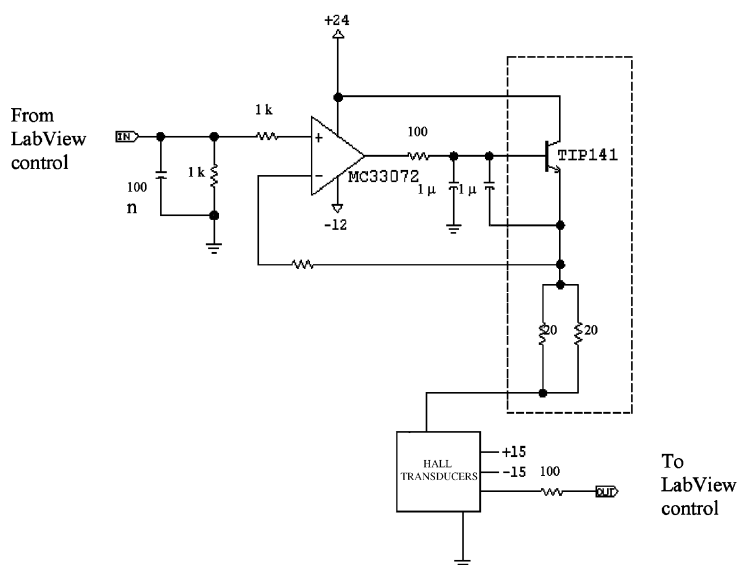 +24
From
LabView
control
IN
1 k
1 k
100
n
+
−
MC33072
-12
100
1 μ
1 μ
TIP141
20
20
HALL
TRANSDUCERS
+15
-15
100
OUT
To
LabView
control